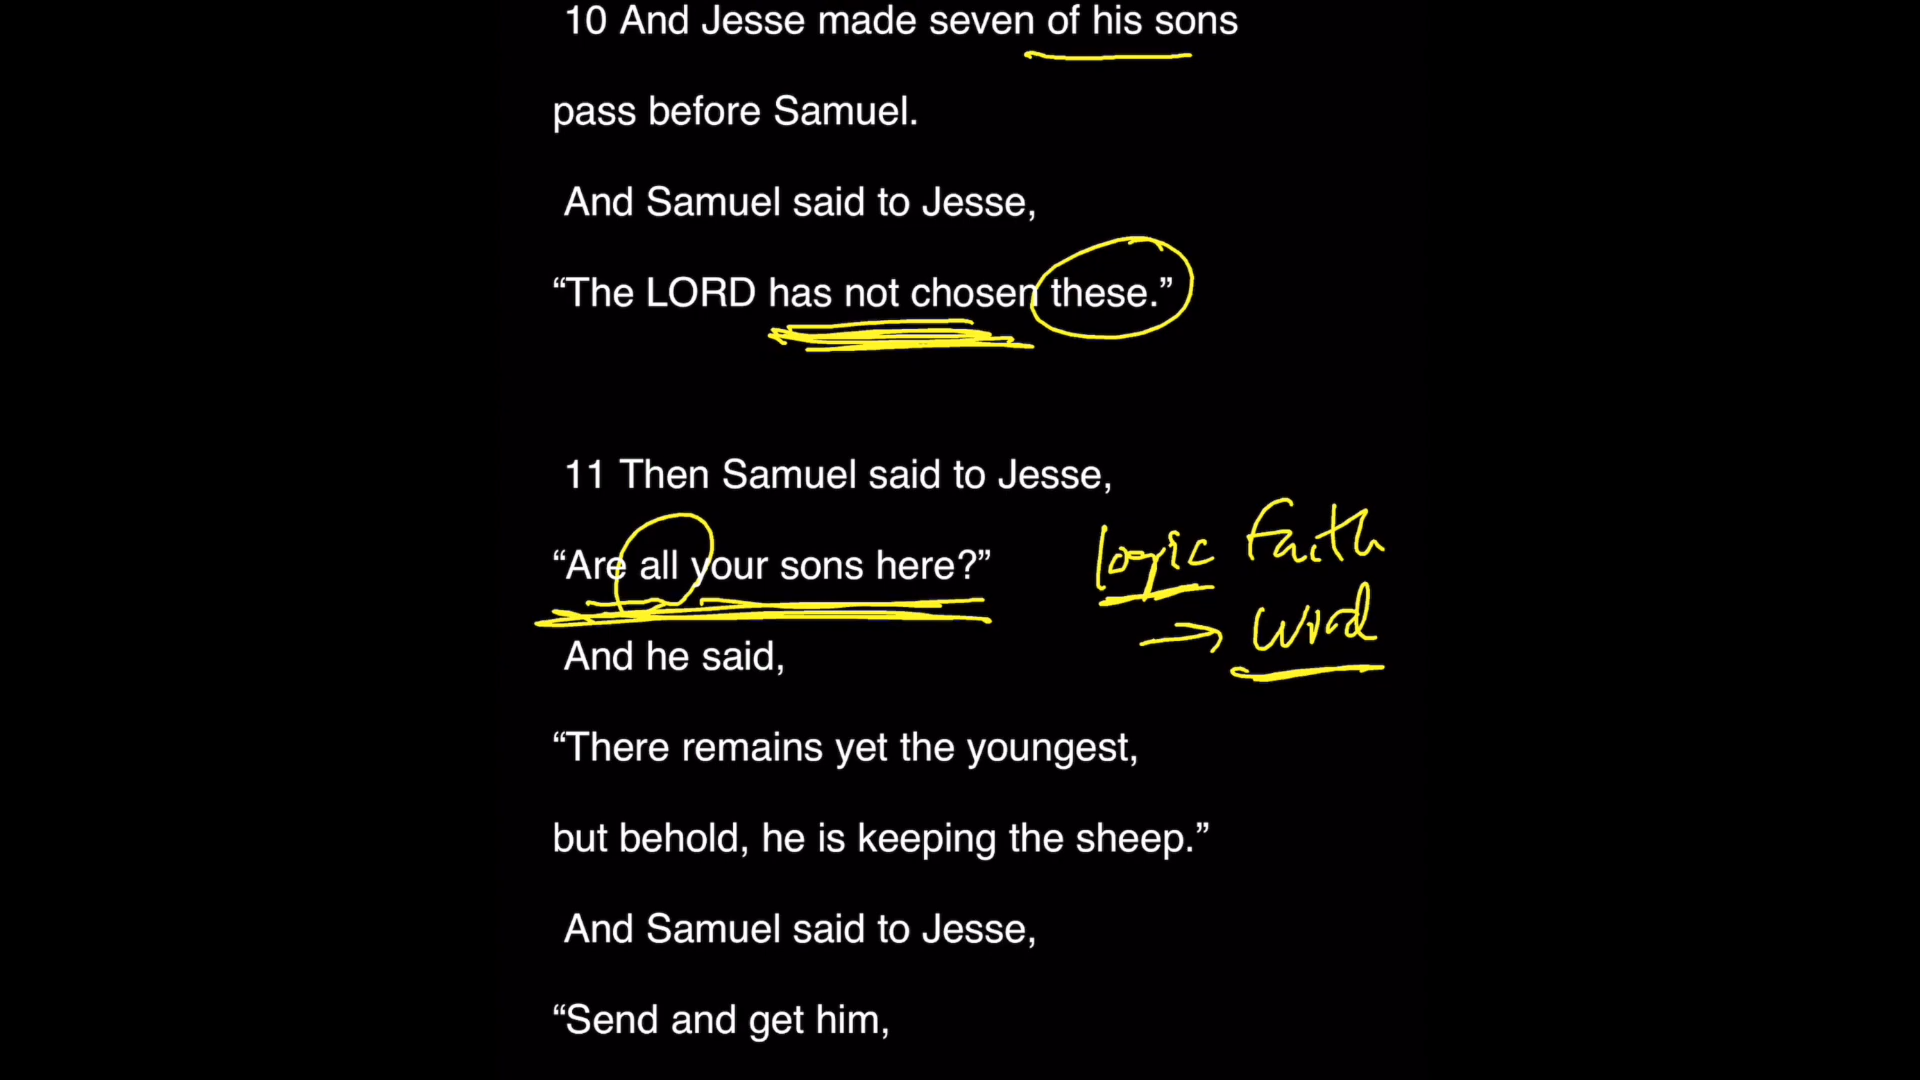 10 And Jesse made seven of his sons
pass before Samuel.
And Samuel said to Jesse,
“The LORD has not chosen these.”
11 Then Samuel said to Jesse,
“Are all your sons here?”
logic Faith
→ word
And he said,
“There remains yet the youngest,
but behold, he is keeping the sheep.”
And Samuel said to Jesse,
“Send and get him,